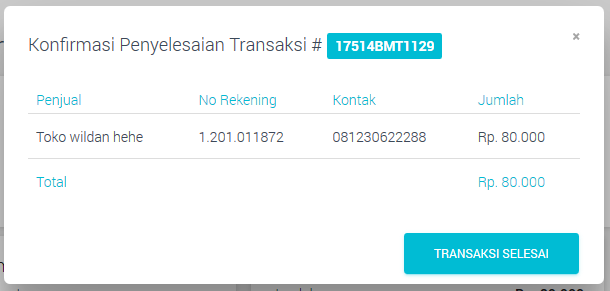 Konfirmasi Penyelesaian Transaksi # 17514BMT1129
×
Penjual No Rekening Kontak Jumlah
Toko wildan hehe 1.201.011872 081230622288 Rp. 80.000
Total Rp. 80.000
TRANSAKSI SELESAI